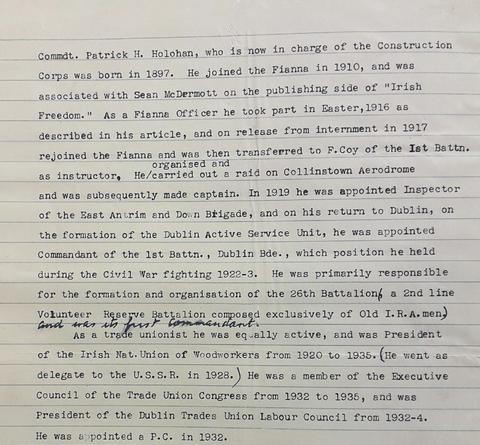 Commdt. Patrick H. Holohan, who is now in charge of the Construction
Corps was born in 1897. He joined the Fianna in 1910, and was
associated with Sean McDermott on the publishing side of "Irish
Freedom." As a Fianna Officer he took part in Easter,1916 as
described in his article, and on release from internment in 1917
rejoined the Fianna and was then transferred to F.Coy of the 1st Battn.
organised and
as instructor. He/carried out a raid on Collinstown Aerodrome
and was subsequently made captain. In 1919 he was appointed Inspector
of the East Antrim and Down Brigade, and on his return to Dublin, on
the formation of the Dublin Active Service Unit, he was appointed
Commandant of the 1st Battn., Dublin Bde., which position he held
during the Civil War fighting 1922-3. He was primarily responsible
for the formation and organisation of the 26th Battalion( a 2nd line
Volunteer Reserve Battalion composed exclusively of Old I.R.A.men)
and was its first Commandant.
As a trade unionist he was equally active, and was President
of the Irish Nat.Union of Woodworkers from 1920 to 1935.(He went as
delegate to the U.S.S.R. in 1928.) He was a member of the Executive
Council of the Trade Union Congress from 1932 to 1935, and was
President of the Dublin Trades Union Labour Council from 1932-4.
He was appointed a P.C. in 1932.